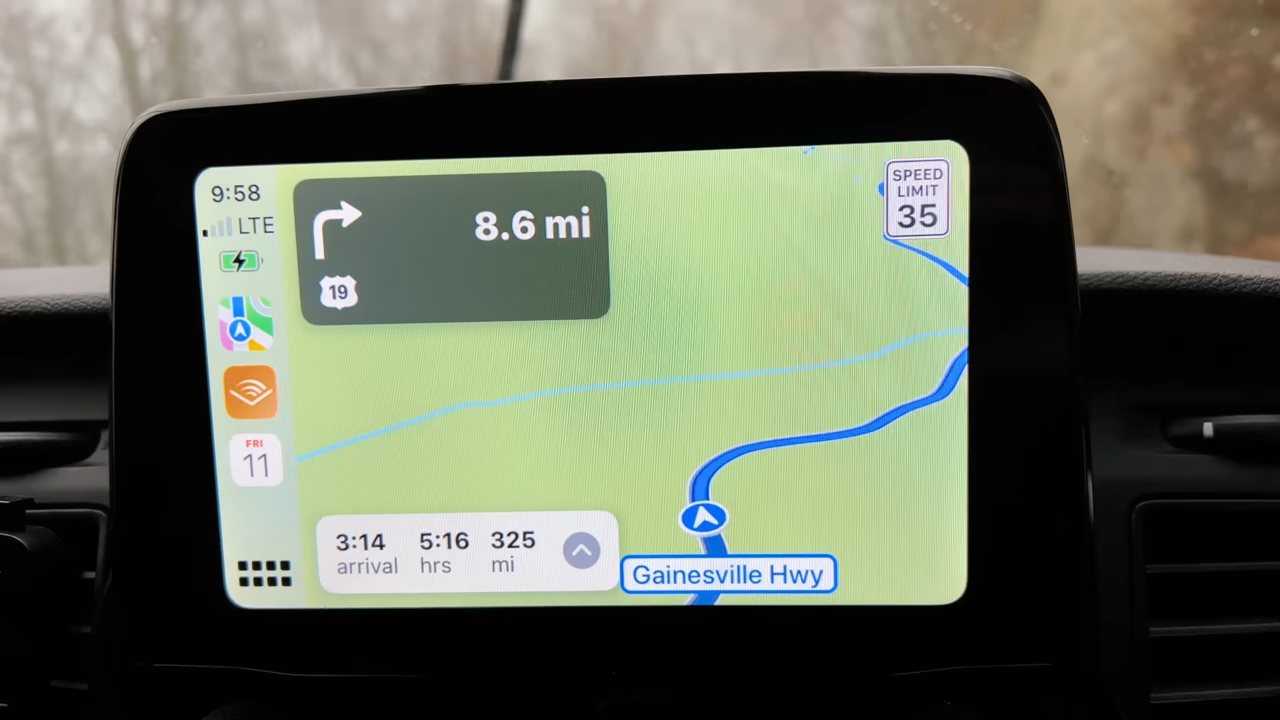 9:58
LTE
8.6 mi
19
SPEED
LIMIT
35
FRI
11
3:14 5:16 325
arrival hrs mi
Gainesville Hwy